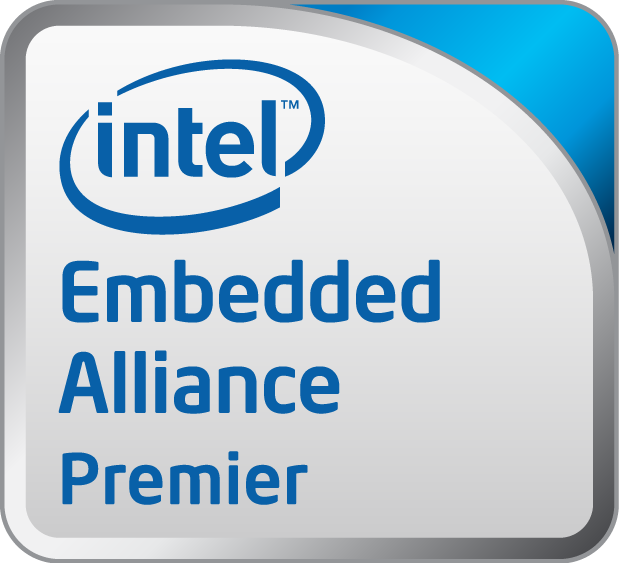 intel™
Embedded
Alliance
Premier